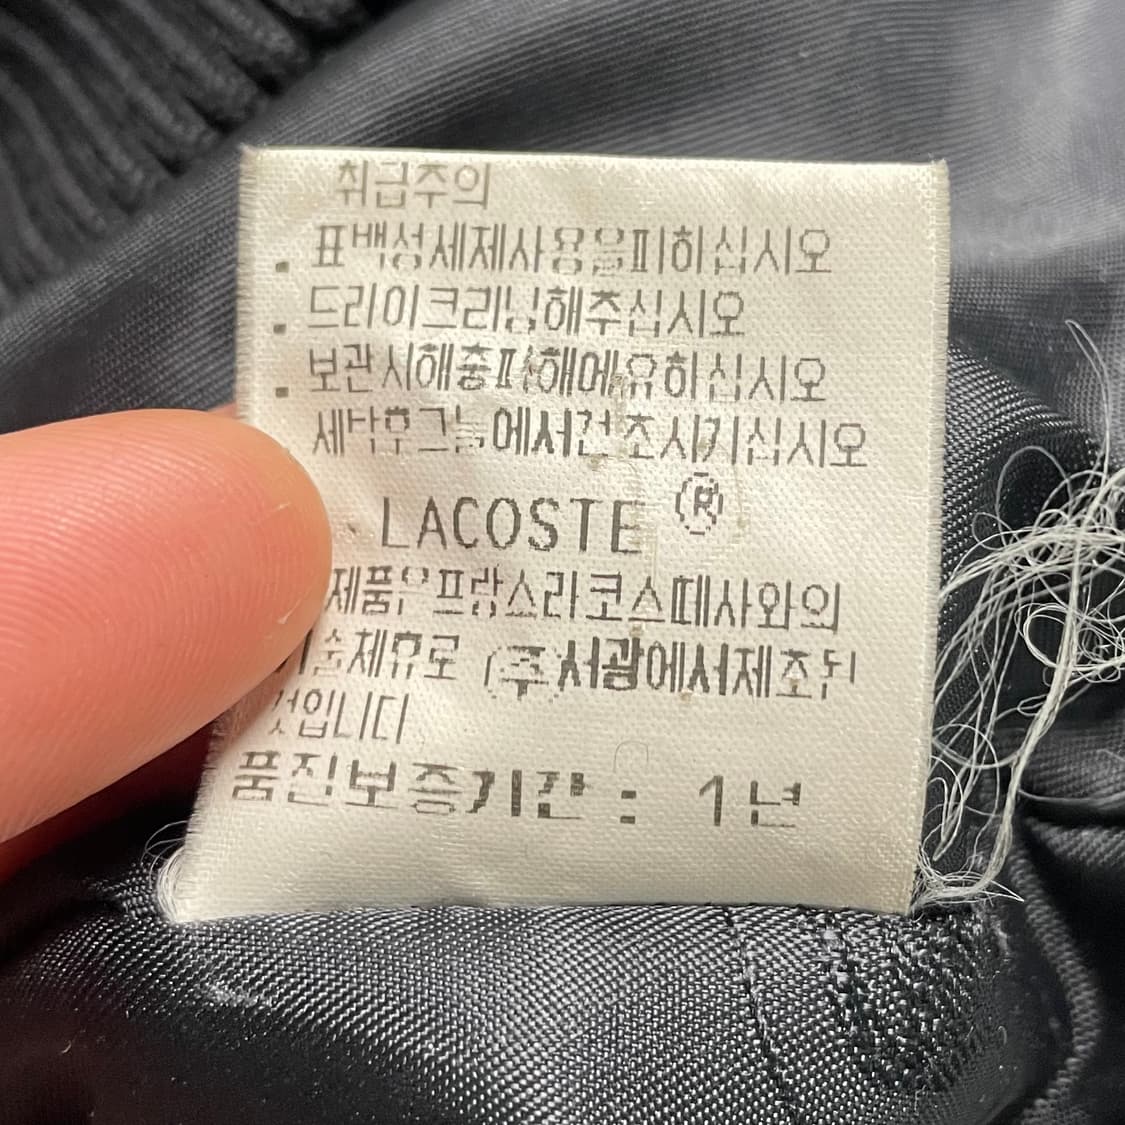 취급주의
. 표백성세제사용을피하십시오
. 드라이크리닝해주십시오
. 보관시해충피해에유하십시오
세탁후그늘에서건조시키십시오
LACOSTE ®
제품은프랑스라코스떼사와의
기술제휴로 (주)서광에서제조된
것입니다
품질보증기간 : 1년